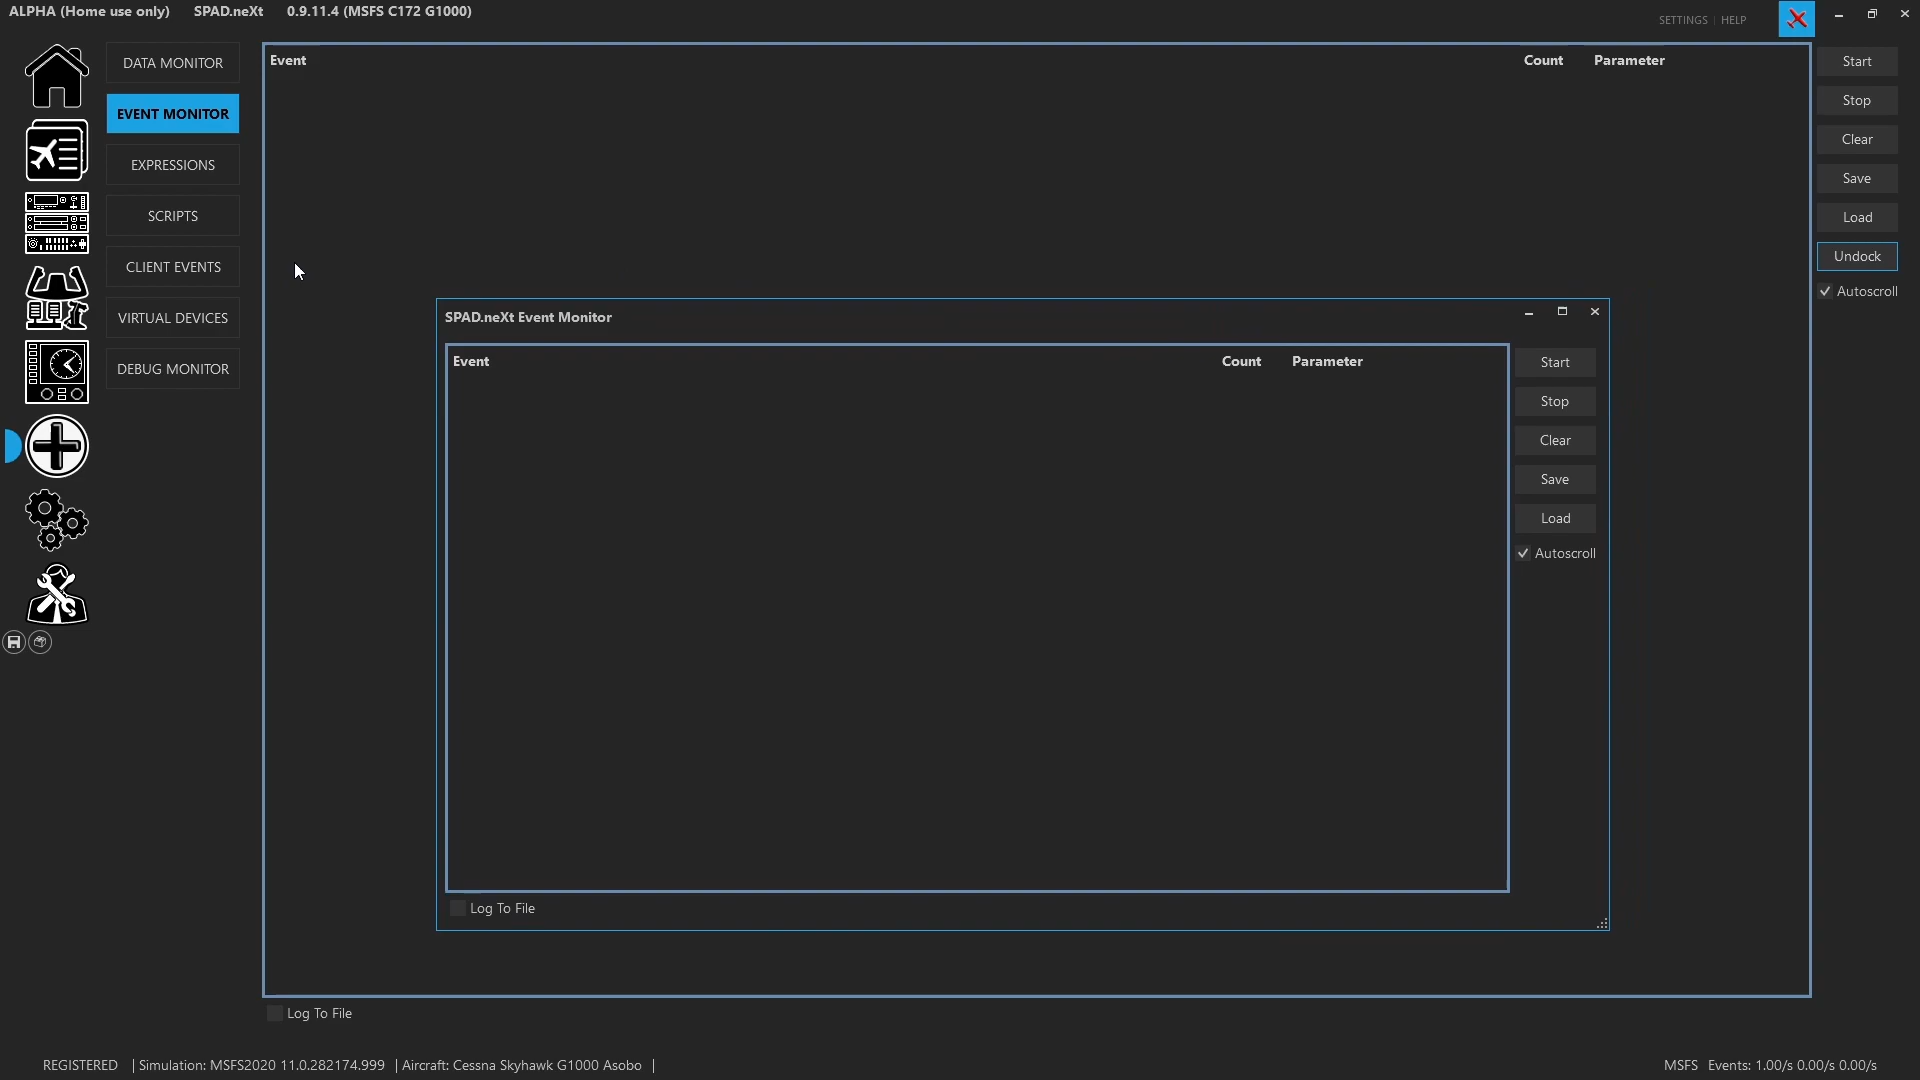 ALPHA (Home use only) SPAD.neXt 0.9.11.4 (MSFS C172 G1000)
SETTINGS | HELP
DATA MONITOR
EVENT MONITOR
EXPRESSIONS
SCRIPTS
CLIENT EVENTS
VIRTUAL DEVICES
DEBUG MONITOR
Event Count Parameter
Start
Stop
Clear
Save
Load
Undock
Autoscroll
SPAD.neXt Event Monitor
Event Count Parameter
Start
Stop
Clear
Save
Load
Autoscroll
Log To File
Log To File
REGISTERED | Simulation: MSFS2020 11.0.282174.999 | Aircraft: Cessna Skyhawk G1000 Asobo |
MSFS Events: 1.00/s 0.00/s 0.00/s